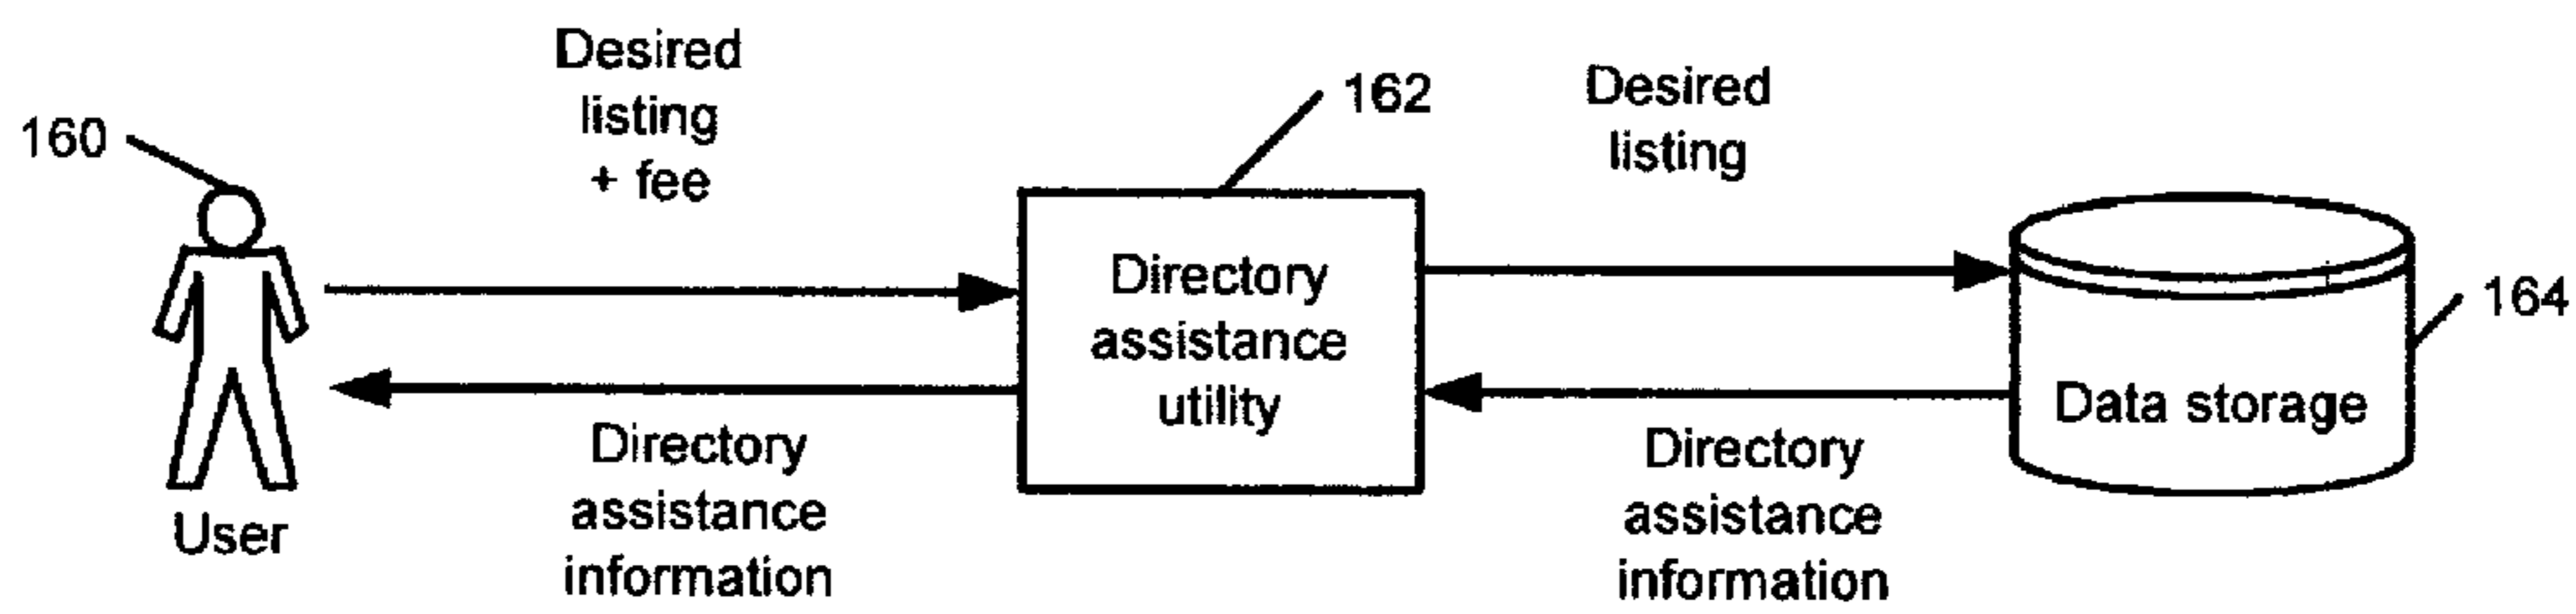 160
Desired
listing
+ fee
162
Desired
listing
164
Directory
assistance
utility
Data storage
User
Directory
assistance
information
Directory
assistance
information